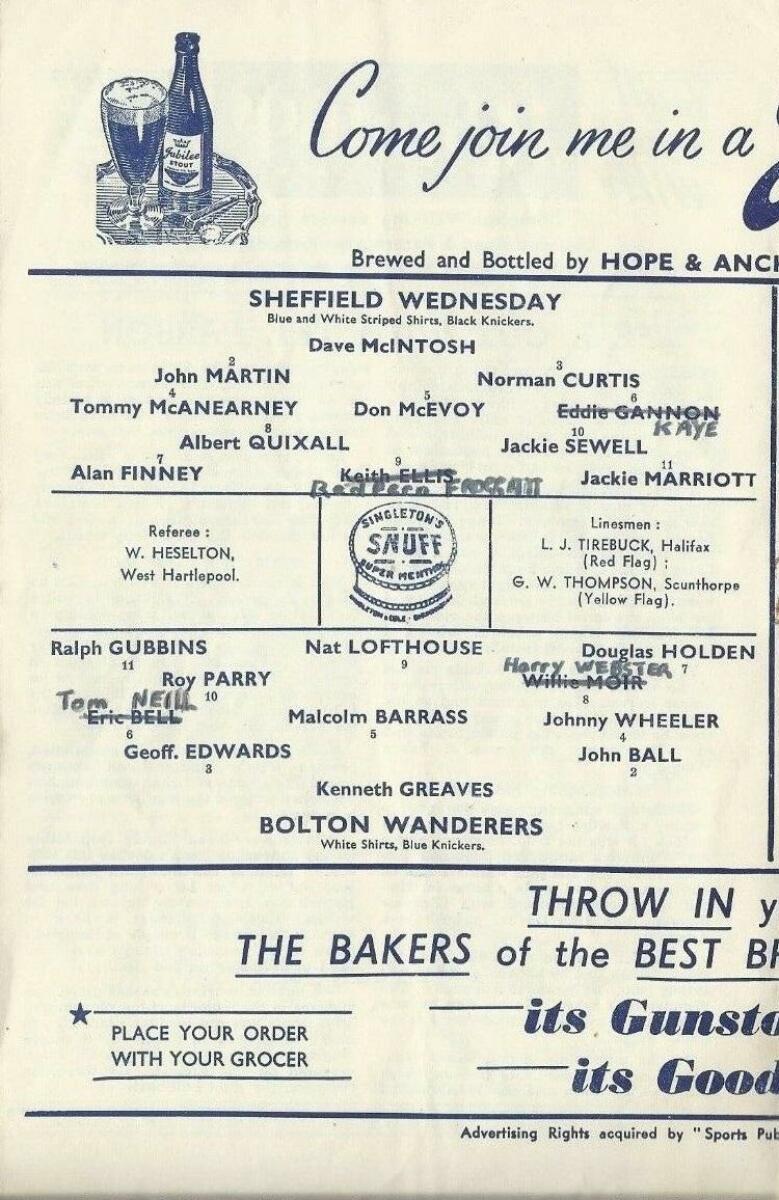 Jubilee
STOUT
Come join me in a
Brewed and Bottled by HOPE & ANCH
SHEFFIELD WEDNESDAY
Blue and White Striped Shirts, Black Knickers.
Dave McINTOSH
2 3
John MARTIN Norman CURTIS
4 5 6
Tommy McANEARNEY Don McEVOY Eddie GANNON
KAYE
8 10
Albert QUIXALL Jackie SEWELL
7 9 11
Alan FINNEY Keith ELLIS Jackie MARRIOTT
Redfern FROGGATT
Referee :
W. HESELTON,
West Hartlepool.
SINGLETON'S
SNUFF
SUPER MENTHOL
Linesmen :
L. J. TIREBUCK, Halifax
(Red Flag) :
G. W. THOMPSON, Scunthorpe
(Yellow Flag).
Ralph GUBBINS Nat LOFTHOUSE Douglas HOLDEN
11 9 7
Harry WEBSTER
Roy PARRY Willie MOIR
10 8
Tom NEILL
Eric BELL Malcolm BARRASS Johnny WHEELER
6 5 4
Geoff. EDWARDS John BALL
3 2
Kenneth GREAVES
BOLTON WANDERERS
White Shirts, Blue Knickers.
THROW IN y
THE BAKERS of the BEST BR
its Gunsto
its Good
PLACE YOUR ORDER
WITH YOUR GROCER
Advertising Rights acquired by "Sports Pub